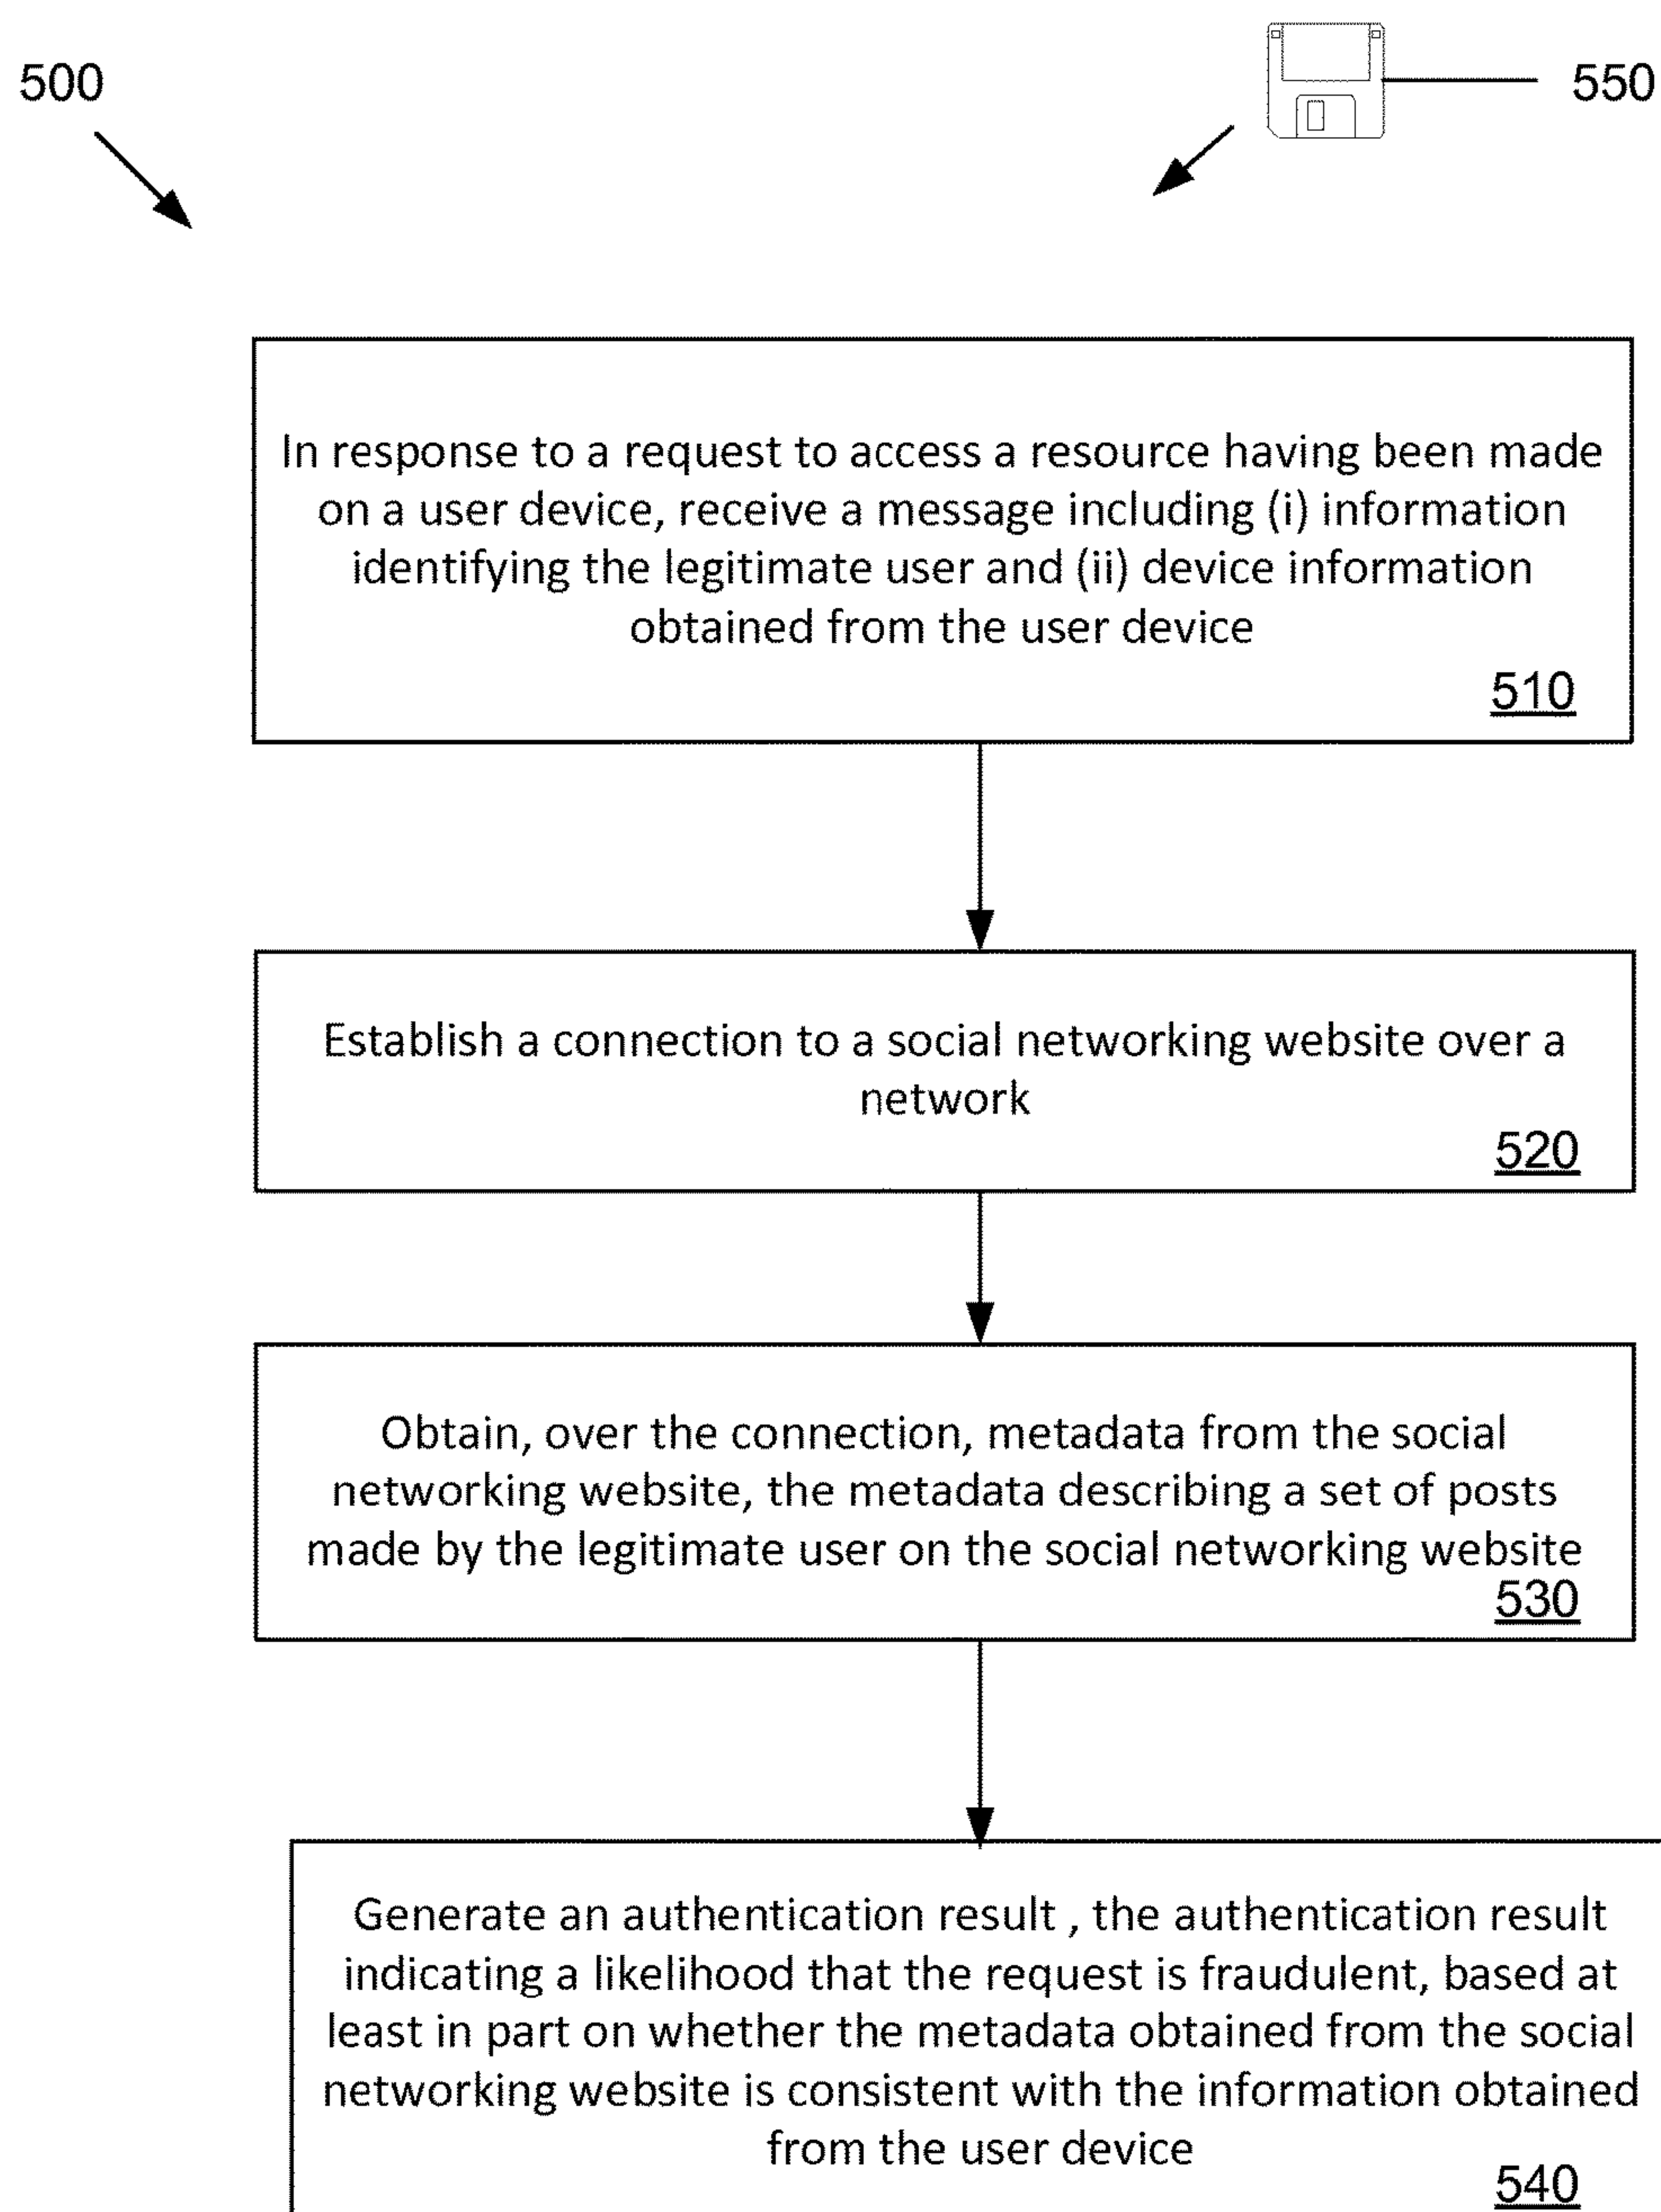 500
550
In response to a request to access a resource having been made
on a user device, receive a message including (i) information
identifying the legitimate user and (ii) device information
obtained from the user device
510
Establish a connection to a social networking website over a
network
520
Obtain, over the connection, metadata from the social
networking website, the metadata describing a set of posts
made by the legitimate user on the social networking website
530
Generate an authentication result , the authentication result
indicating a likelihood that the request is fraudulent, based at
least in part on whether the metadata obtained from the social
networking website is consistent with the information obtained
from the user device
540